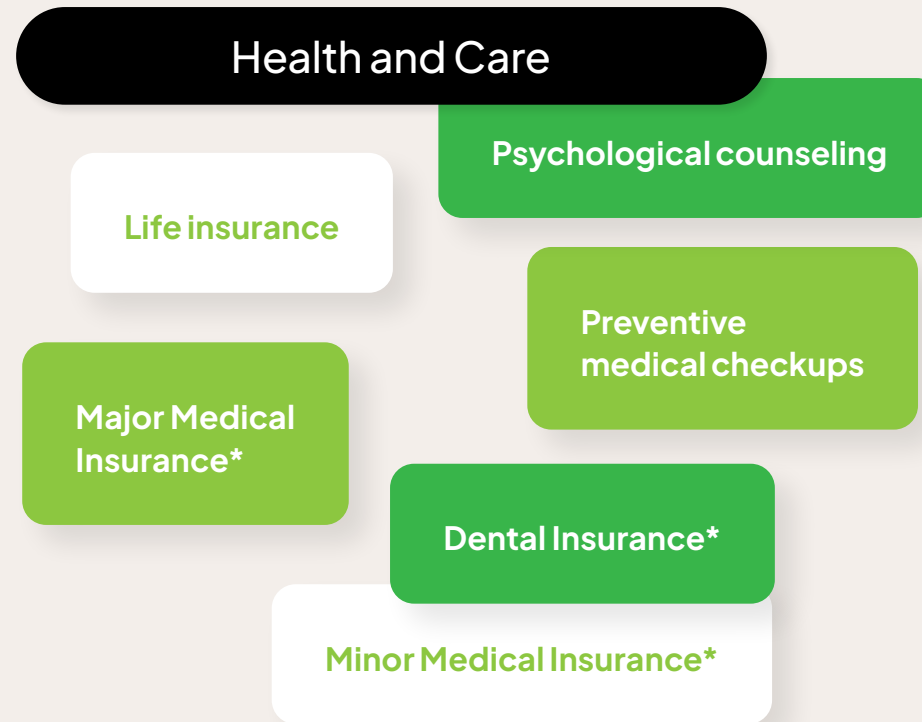 Health and Care
Psychological counseling
Life insurance
Preventive
medical checkups
Major Medical
Insurance*
Dental Insurance*
Minor Medical Insurance*